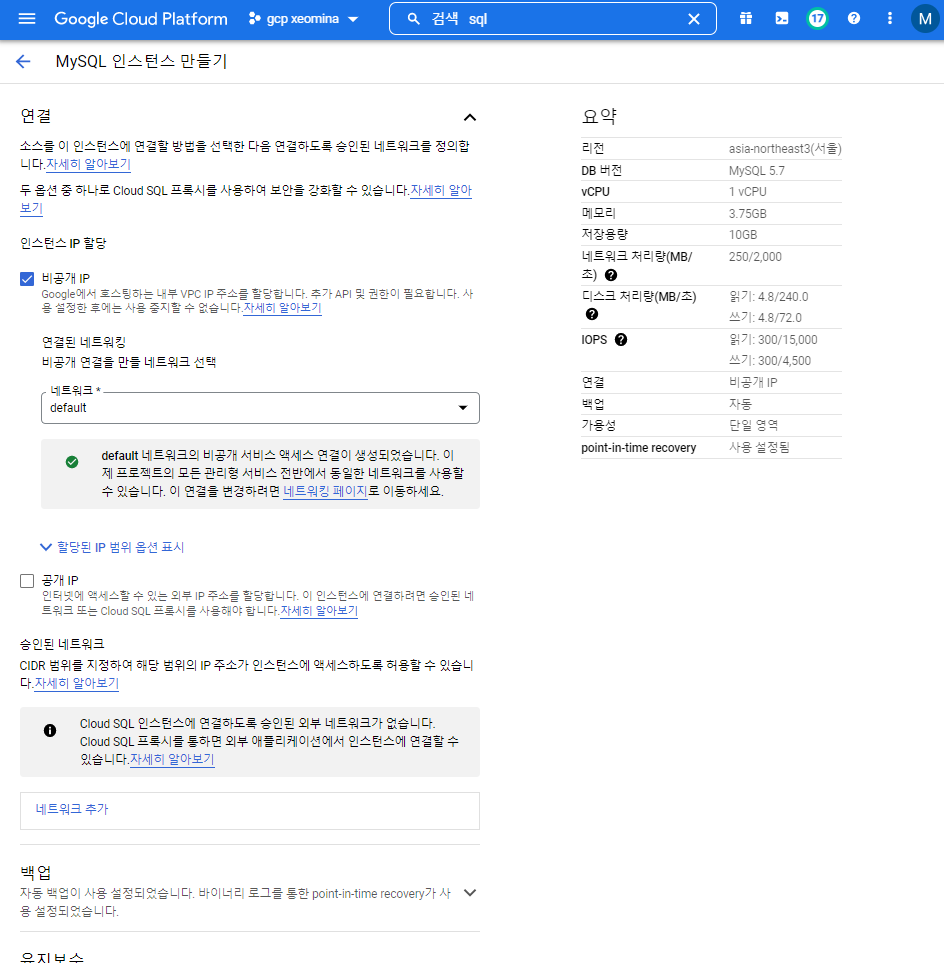 Google Cloud Platform
gcp xeomina
검색 sql
17
M
MySQL 인스턴스 만들기
연결
소스를 이 인스턴스에 연결할 방법을 선택한 다음 연결하도록 승인된 네트워크를 정의합
니다.자세히 알아보기
두 옵션 중 하나로 Cloud SQL 프록시를 사용하여 보안을 강화할 수 있습니다.자세히 알아
보기
인스턴스 IP 할당
비공개 IP
Google에서 호스팅하는 내부 VPC IP 주소를 할당합니다. 추가 API 및 권한이 필요합니다. 사
용 설정한 후에는 사용 중지할 수 없습니다.자세히 알아보기
연결된 네트워킹
비공개 연결을 만들 네트워크 선택
네트워크 *
default
default 네트워크의 비공개 서비스 액세스 연결이 생성되었습니다. 이
제 프로젝트의 모든 관리형 서비스 전반에서 동일한 네트워크를 사용할
수 있습니다. 이 연결을 변경하려면 네트워킹 페이지로 이동하세요.
할당된 IP 범위 옵션 표시
공개 IP
인터넷에 액세스할 수 있는 외부 IP 주소를 할당합니다. 이 인스턴스에 연결하려면 승인된 네
트워크 또는 Cloud SQL 프록시를 사용해야 합니다.자세히 알아보기
승인된 네트워크
CIDR 범위를 지정하여 해당 범위의 IP 주소가 인스턴스에 액세스하도록 허용할 수 있습니
다.자세히 알아보기
Cloud SQL 인스턴스에 연결하도록 승인된 외부 네트워크가 없습니다.
Cloud SQL 프록시를 통하면 외부 애플리케이션에서 인스턴스에 연결할 수
있습니다.자세히 알아보기
네트워크 추가
백업
자동 백업이 사용 설정되었습니다. 바이너리 로그를 통한 point-in-time recovery가 사
용 설정되었습니다.
유지보수
요약
리전 asia-northeast3(서울)
DB 버전 MySQL 5.7
vCPU 1 vCPU
메모리 3.75GB
저장용량 10GB
네트워크 처리량(MB/ 250/2,000
초)
디스크 처리량(MB/초) 읽기: 4.8/240.0
쓰기: 4.8/72.0
IOPS 읽기: 300/15,000
쓰기: 300/4,500
연결 비공개 IP
백업 자동
가용성 단일 영역
point-in-time recovery 사용 설정됨